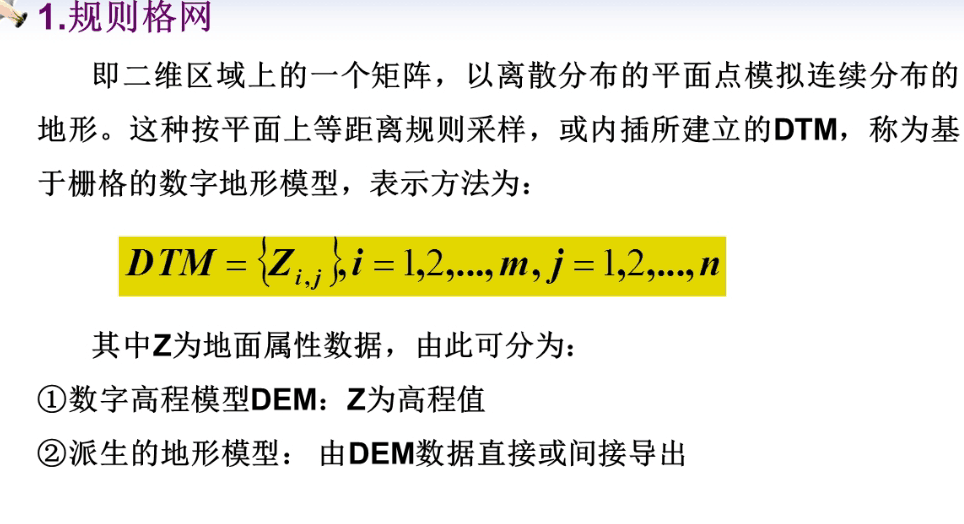 1.规则格网
即二维区域上的一个矩阵，以离散分布的平面点模拟连续分布的
地形。这种按平面上等距离规则采样，或内插所建立的DTM，称为基
于栅格的数字地形模型，表示方法为：
DTM = {Z_{i,j}}, i = 1,2,..., m, j = 1,2,..., n
其中Z为地面属性数据，由此可分为：
①数字高程模型DEM：Z为高程值
②派生的地形模型： 由DEM数据直接或间接导出